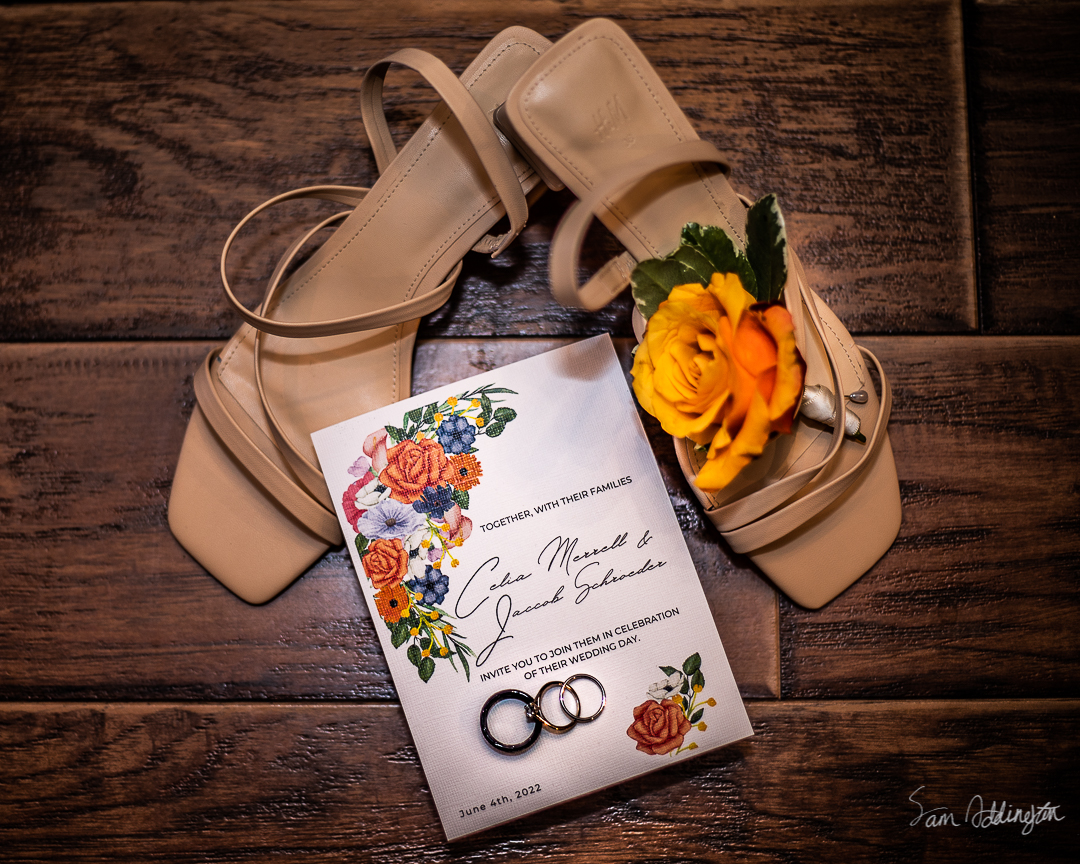 H&M
TOGETHER, WITH THEIR FAMILIES
Celia Merrell &
Jaccob Schroeder
INVITE YOU TO JOIN THEM IN CELEBRATION
OF THEIR WEDDING DAY.
June 4th, 2022
Sam Addington